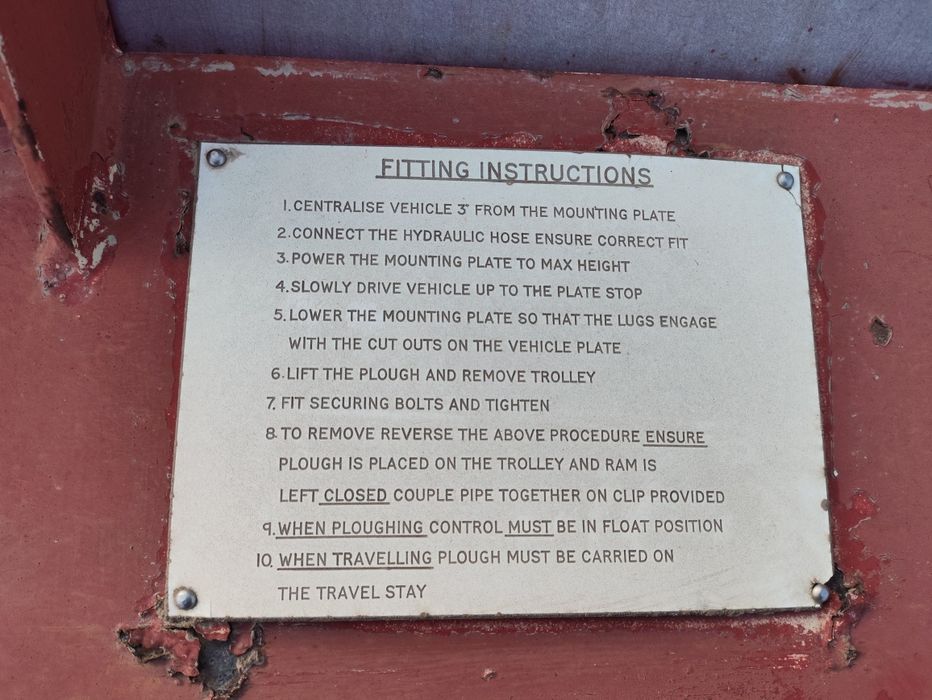 FITTING INSTRUCTIONS
1. CENTRALISE VEHICLE 3" FROM THE MOUNTING PLATE
2. CONNECT THE HYDRAULIC HOSE ENSURE CORRECT FIT
3. POWER THE MOUNTING PLATE TO MAX HEIGHT
4. SLOWLY DRIVE VEHICLE UP TO THE PLATE STOP
5. LOWER THE MOUNTING PLATE SO THAT THE LUGS ENGAGE
WITH THE CUT OUTS ON THE VEHICLE PLATE
6. LIFT THE PLOUGH AND REMOVE TROLLEY
7. FIT SECURING BOLTS AND TIGHTEN
8. TO REMOVE REVERSE THE ABOVE PROCEDURE ENSURE
PLOUGH IS PLACED ON THE TROLLEY AND RAM IS
LEFT CLOSED COUPLE PIPE TOGETHER ON CLIP PROVIDED
9. WHEN PLOUGHING CONTROL MUST BE IN FLOAT POSITION
10. WHEN TRAVELLING PLOUGH MUST BE CARRIED ON
THE TRAVEL STAY